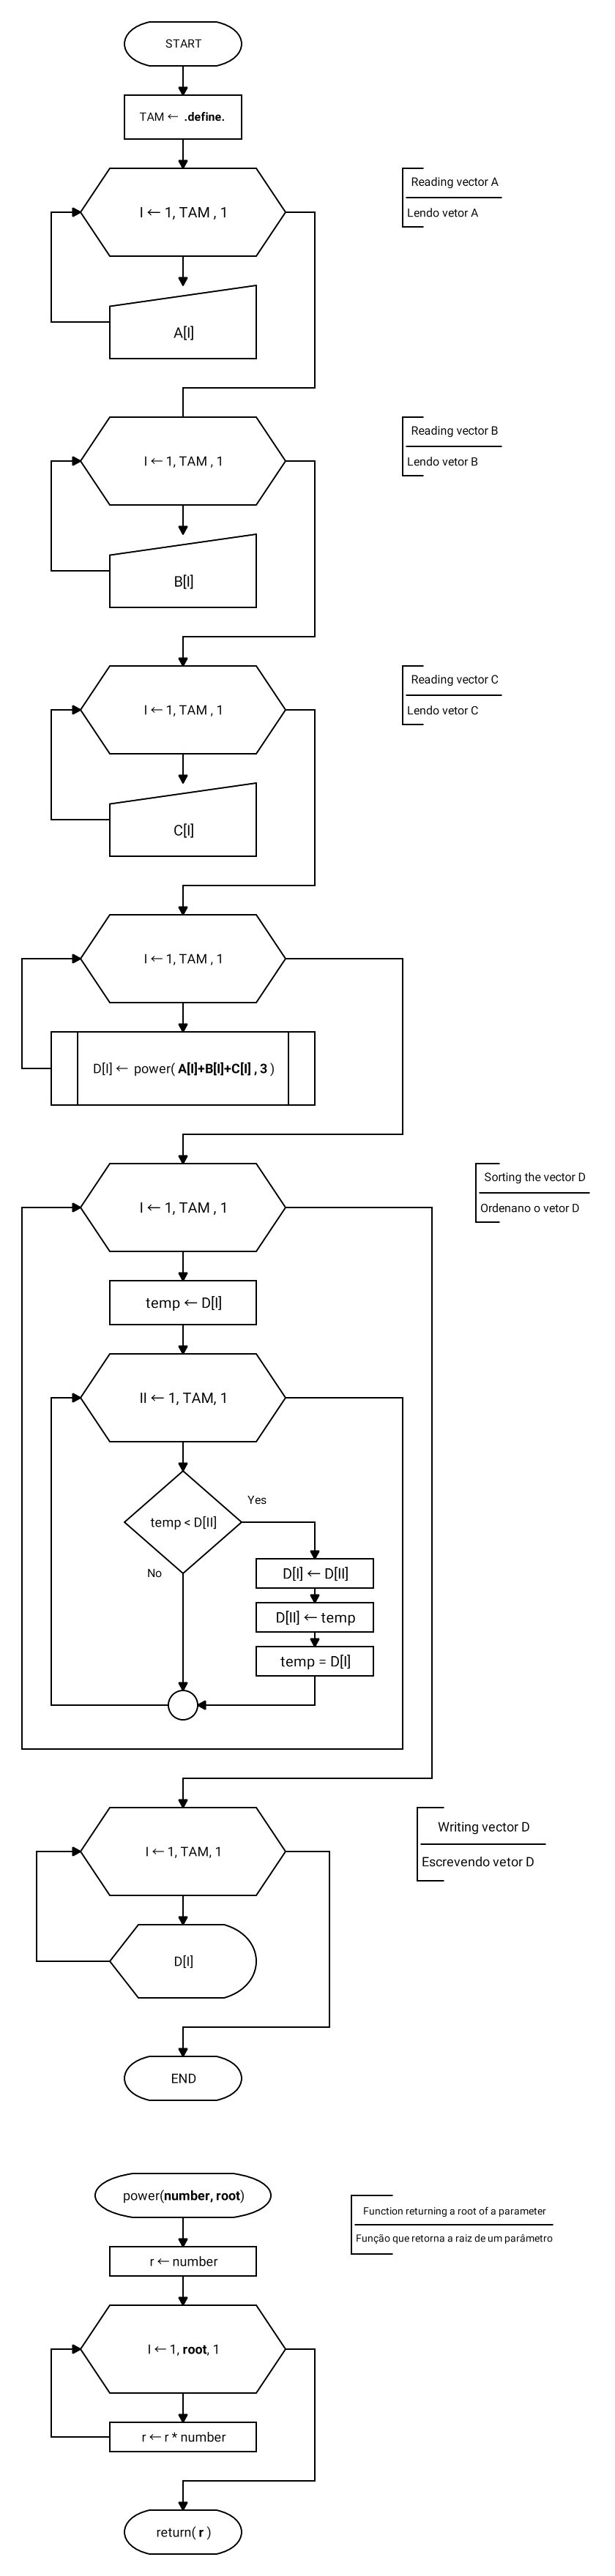 START
TAM ← .define.
I ← 1, TAM , 1
Reading vector A
Lendo vetor A
A[I]
I ← 1, TAM , 1
Reading vector B
Lendo vetor B
B[I]
I ← 1, TAM , 1
Reading vector C
Lendo vetor C
C[I]
I ← 1, TAM , 1
D[I] ← power( A[I]+B[I]+C[I] , 3 )
I ← 1, TAM , 1
Sorting the vector D
Ordenano o vetor D
temp ← D[I]
II ← 1, TAM, 1
Yes
temp < D[II]
No
D[I] ← D[II]
D[II] ← temp
temp = D[I]
I ← 1, TAM, 1
Writing vector D
Escrevendo vetor D
D[I]
END
power(number, root)
Function returning a root of a parameter
Função que retorna a raiz de um parâmetro
r ← number
I ← 1, root, 1
r ← r * number
return( r )